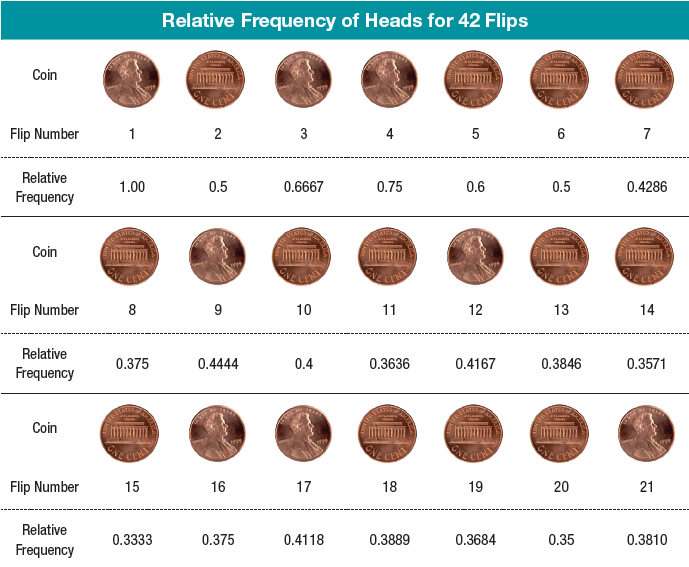 Relative Frequency of Heads for 42 Flips
Coin
Flip Number 1 2 3 4 5 6 7
Relative
Frequency 1.00 0.5 0.6667 0.75 0.6 0.5 0.4286
Coin
Flip Number 8 9 10 11 12 13 14
Relative
Frequency 0.375 0.4444 0.4 0.3636 0.4167 0.3846 0.3571
Coin
Flip Number 15 16 17 18 19 20 21
Relative
Frequency 0.3333 0.375 0.4118 0.3889 0.3684 0.35 0.3810